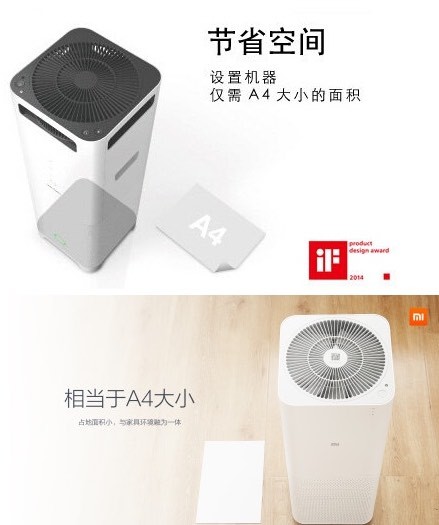 节省空间
设置机器
仅需 A4 大小的面积
A4
iF
product
design award
2014
mi
相当于A4大小
占地面积小，与家具环境融为一体
mi